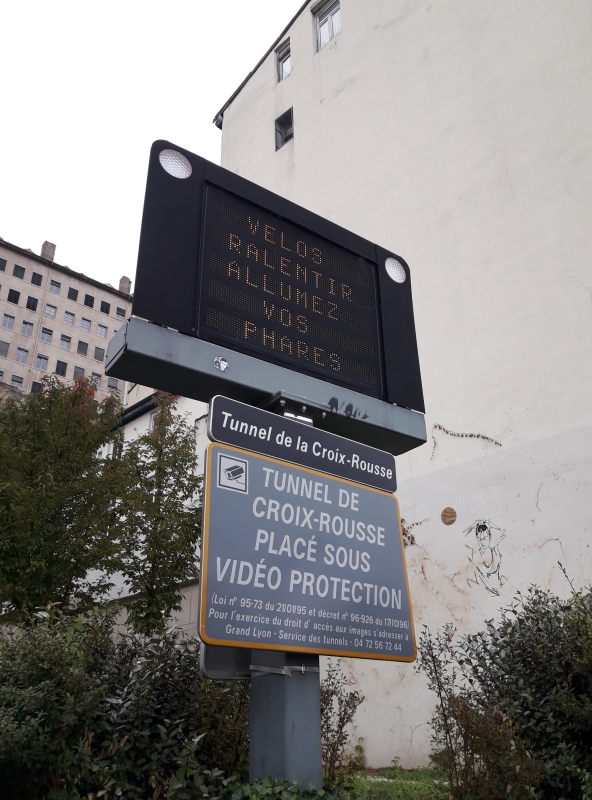 VELOS
RALENTIR
ALLUMEZ
VOS
PHARES
Tunnel de la Croix-Rousse
TUNNEL DE
CROIX-ROUSSE
PLACÉ SOUS
VIDÉO PROTECTION
(Loi n° 95-73 du 21/01/95 et décret n° 96-926 du 17/10/96)
Pour l'exercice du droit d' accès aux images s'adresser à
Grand Lyon - Service des tunnels - 04 72 56 72 44